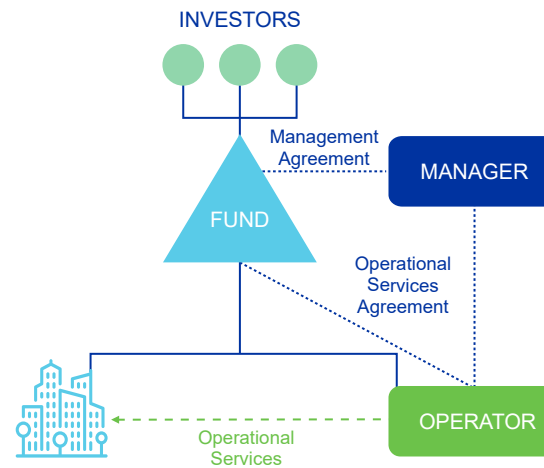 INVESTORS
Management
Agreement
MANAGER
FUND
Operational
Services
Agreement
OPERATOR
Operational
Services